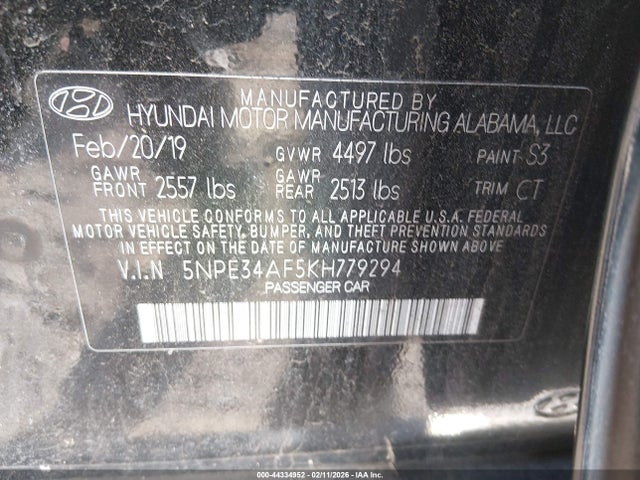 MANUFACTURED BY
HYUNDAI MOTOR MANUFACTURING ALABAMA, LLC
Feb/20/19 GVWR 4497 lbs PAINT S3
GAWR FRONT 2557 lbs GAWR REAR 2513 lbs TRIM CT
THIS VEHICLE CONFORMS TO ALL APPLICABLE U.S.A. FEDERAL
MOTOR VEHICLE SAFETY, BUMPER, AND THEFT PREVENTION STANDARDS
IN EFFECT ON THE DATE OF MANUFACTURE SHOWN ABOVE.
V.I.N 5NPE34AF5KH779294
PASSENGER CAR
000-44334952 - 02/11/2026 - IAA Inc.